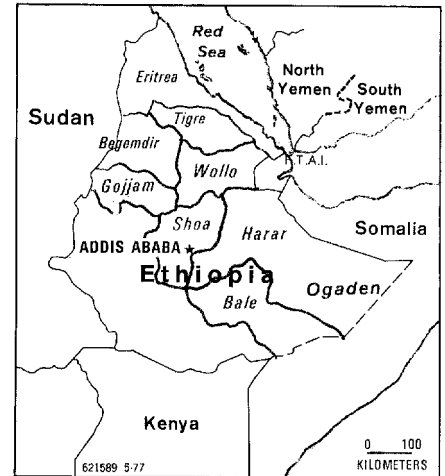 Red
Sea
Eritrea
North
Yemen
South
Yemen
Sudan
Tigre
Begemdir
F.T.A.I.
Wollo
Gojjam
Shoa
Harar
Somalia
ADDIS ABABA
Ethiopia
Ogaden
Bale
Kenya
0 100
KILOMETERS
621589 5-77